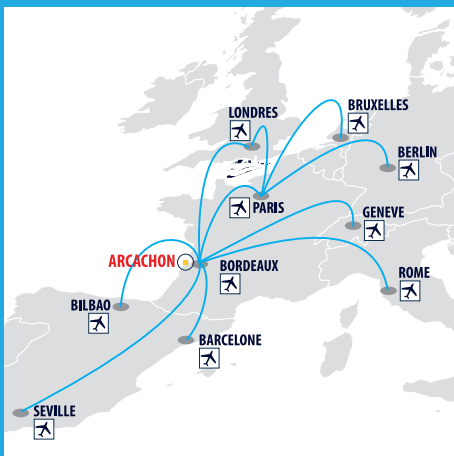 LONDRES
BRUXELLES
BERLIN
PARIS
GENEVE
ARCACHON
BORDEAUX
ROME
BILBAO
BARCELONE
SEVILLE